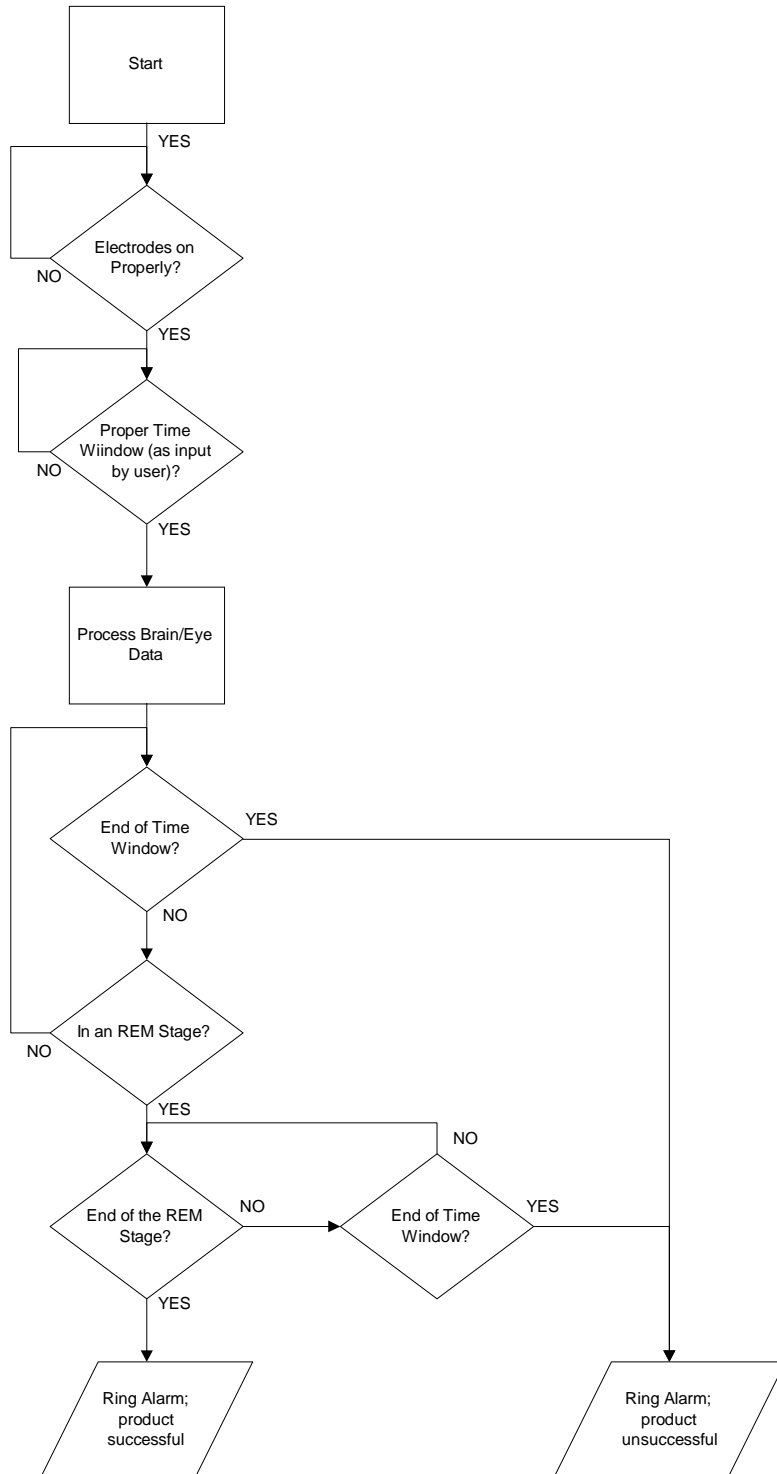 Start
YES
Electrodes on
Properly?
NO
YES
Proper Time
Wiindow (as input
by user)?
NO
YES
Process Brain/Eye
Data
End of Time
Window?
YES
NO
In an REM Stage?
NO
YES
NO
End of the REM
Stage?
NO
End of Time
Window?
YES
YES
Ring Alarm;
product
successful
Ring Alarm;
product
unsuccessful